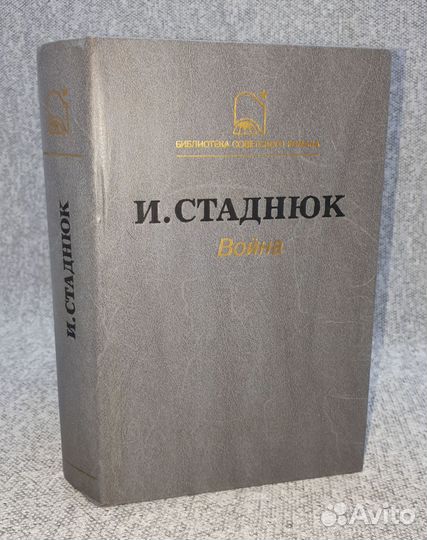 БИБЛИОТЕКА СОВЕТСКОГО РОМАНА
И. СТАДНЮК
Война
И. СТАДНЮК
Avito